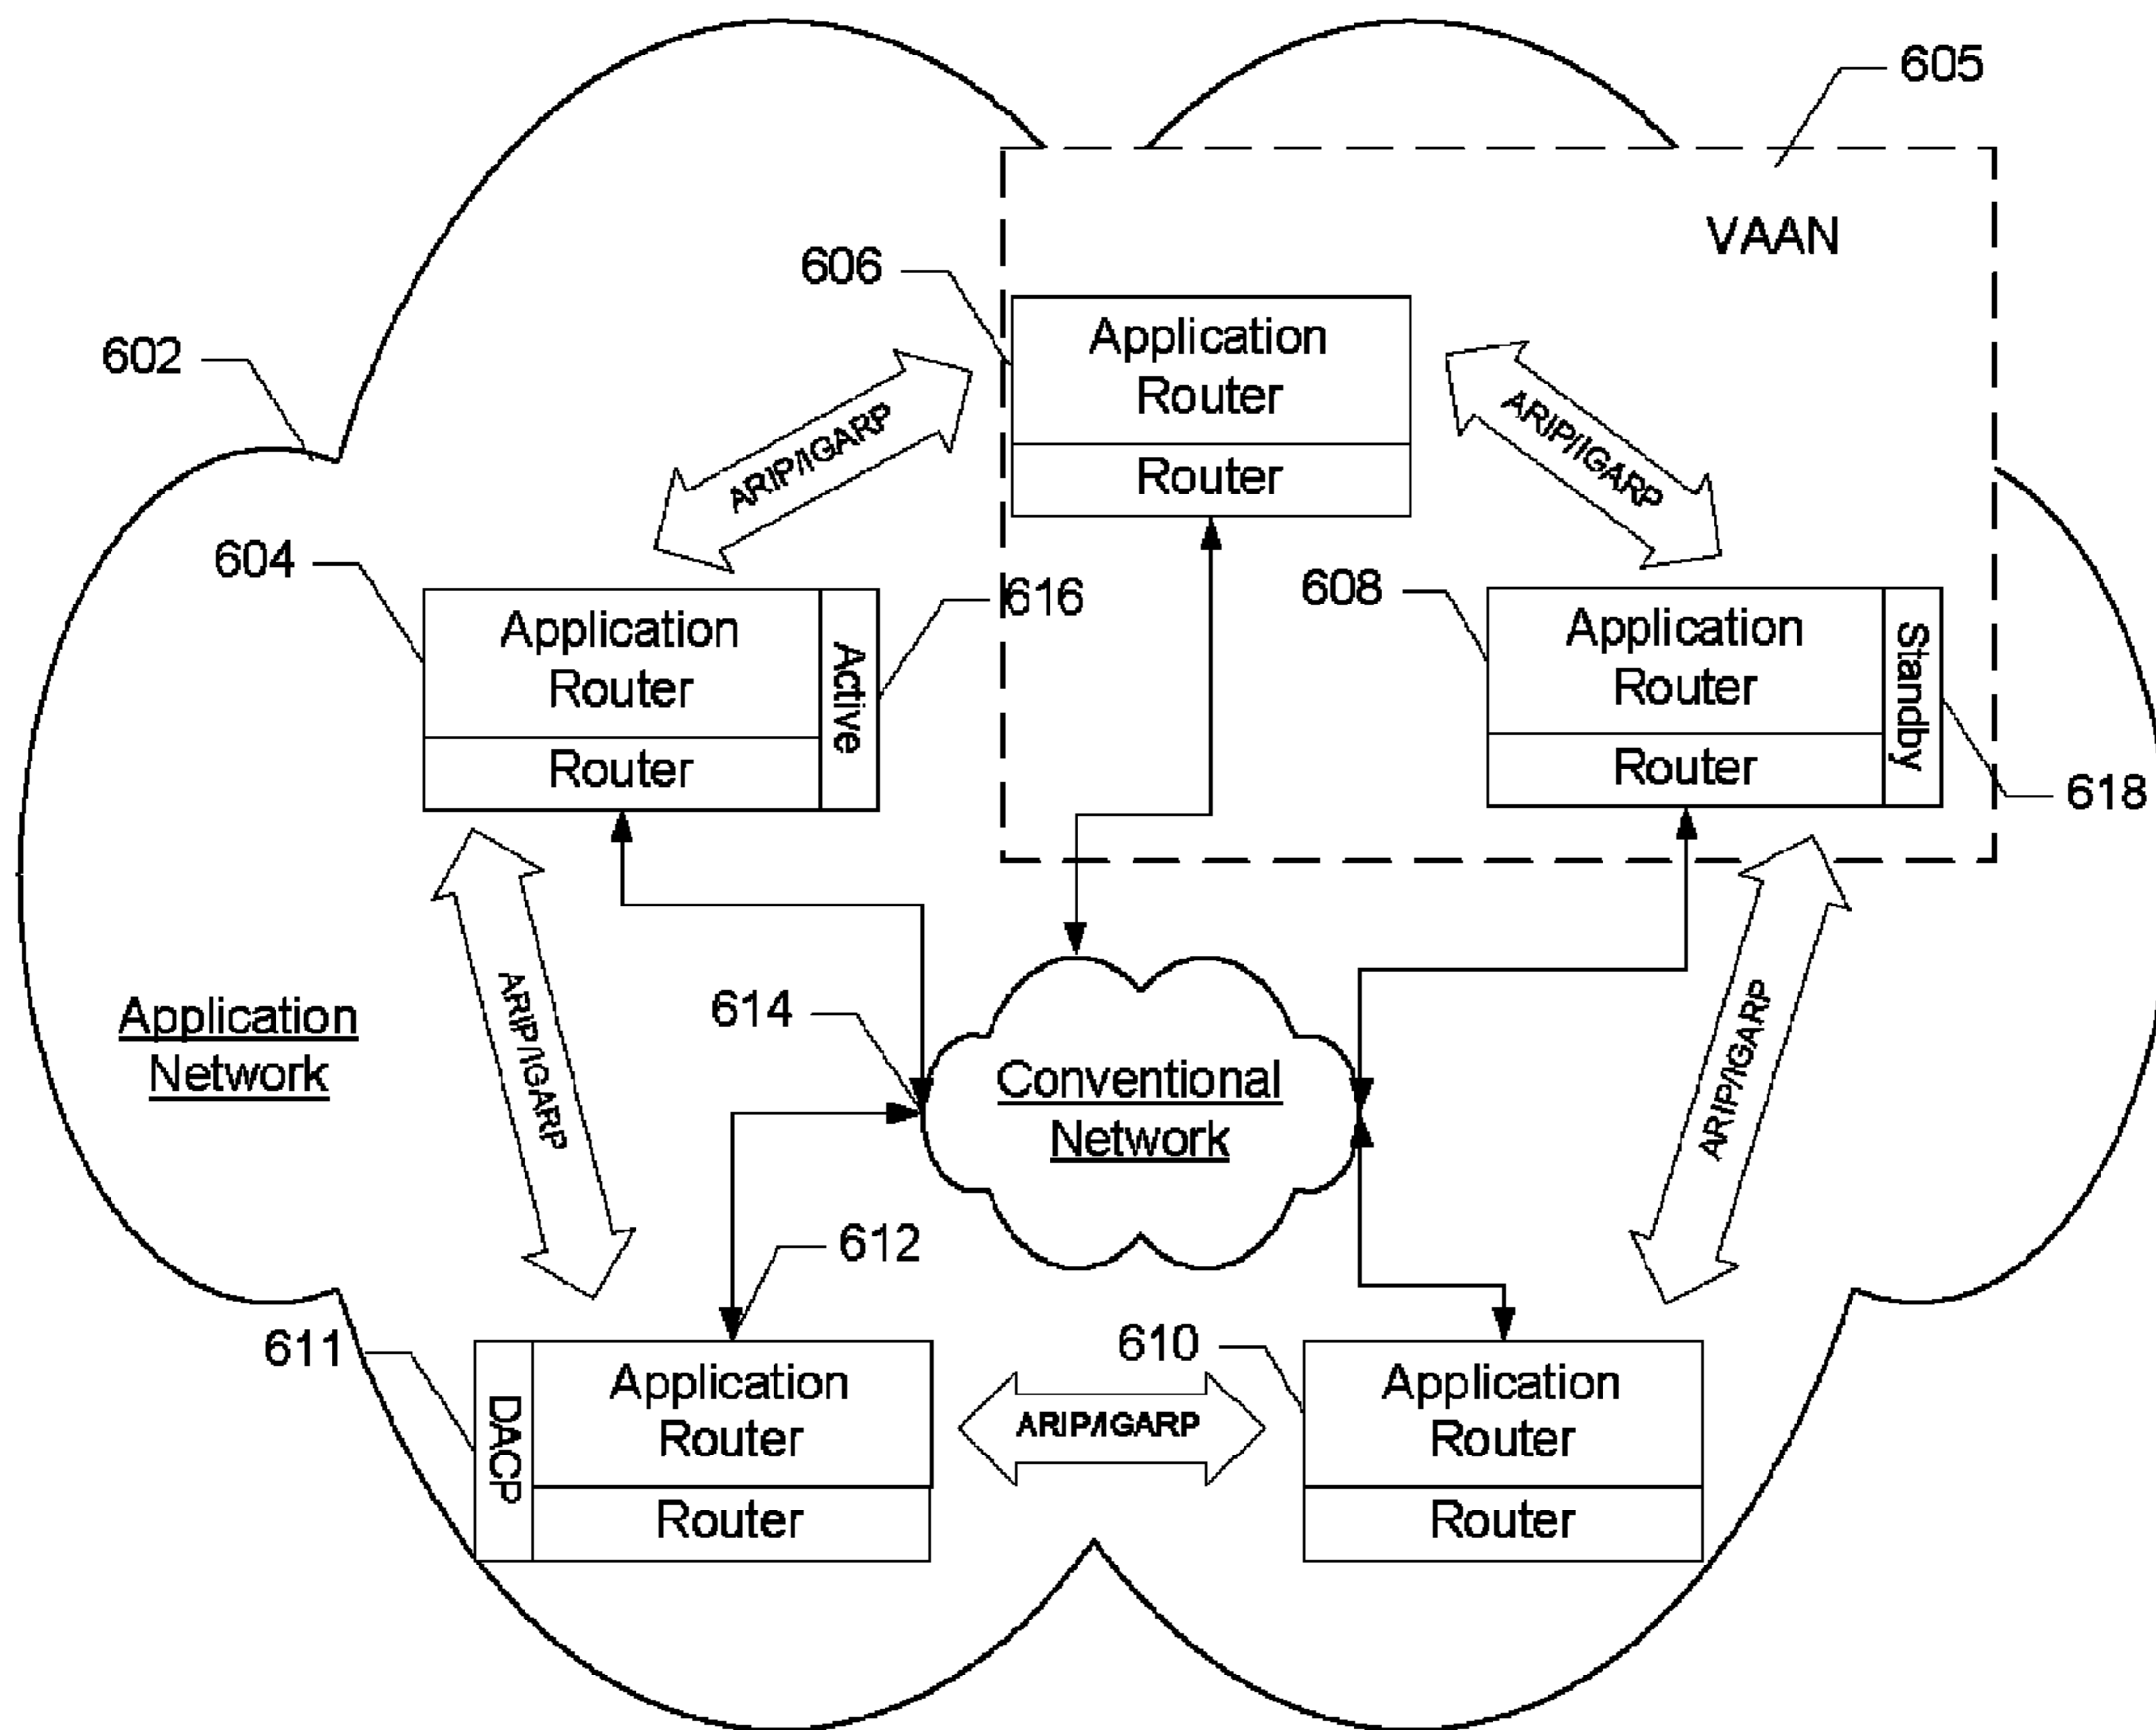 605
VAAN
606
Application
Router
Router
602
ARIP/IGARP
ARIP/IGARP
604
Application
Router
Router
Active
616
608
Application
Router
Router
Standby
618
ARIP/IGARP
ARIP/IGARP
Application
Network
614
Conventional
Network
612
611
DACP
Application
Router
Router
ARIP/IGARP
610
Application
Router
Router